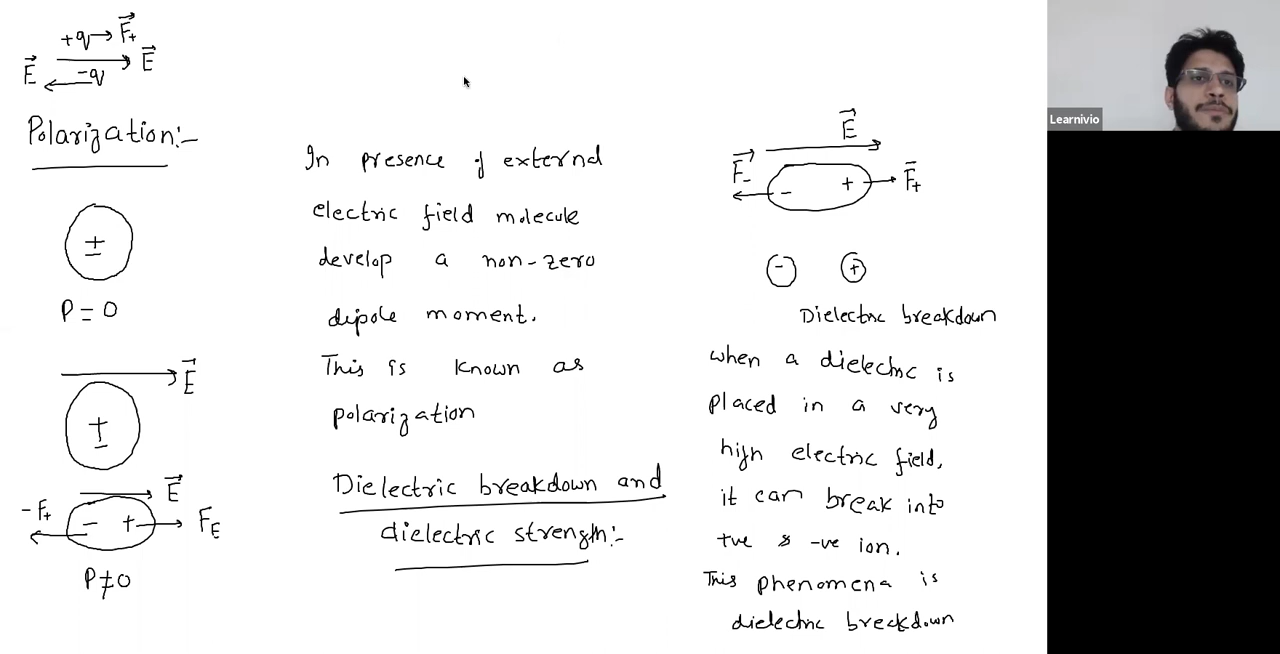 +q → F⃗₊
E⃗ E⃗
-q
Polarization:-
±
P = 0
E⃗
±
E⃗
-F₊ - + F_E
P ≠ 0
In presence of external
electric field molecule
develop a non-zero
dipole moment.
This is known as
polarization
Dielectric breakdown and
dielectric strength:-
E⃗
F⃗₋ - + F⃗₊
- +
Dielectric breakdown
when a dielectric is
placed in a very
high electric field,
it can break into
+ve & -ve ion.
This phenomena is
dielectric breakdown
Learnivio